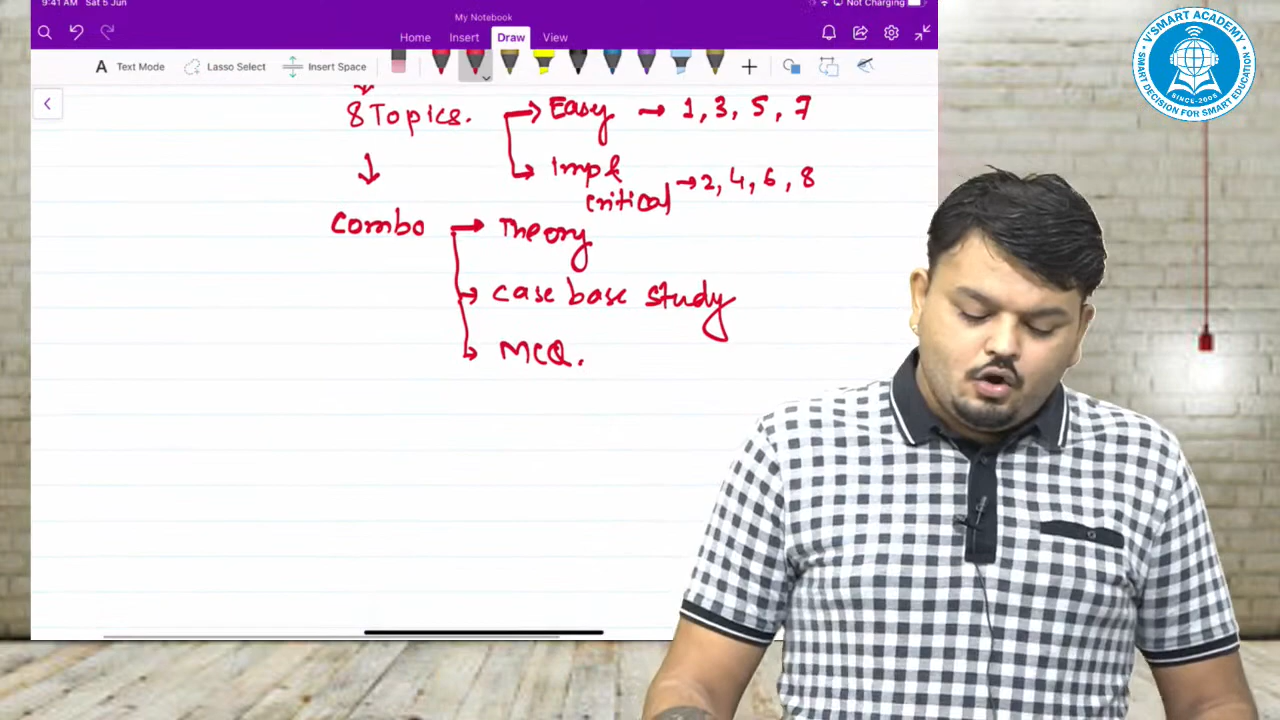 9:41 AM Sat 5 Jun
Not Charging
My Notebook
Home Insert Draw View
A Text Mode Lasso Select Insert Space
8 Topics. → Easy → 1, 3, 5, 7
Imp &
critical → 2, 4, 6, 8
Combo → Theory
→ case base study
→ MCQ.
V'SMART ACADEMY
SMART DECISION FOR SMART EDUCATION
SINCE-2008